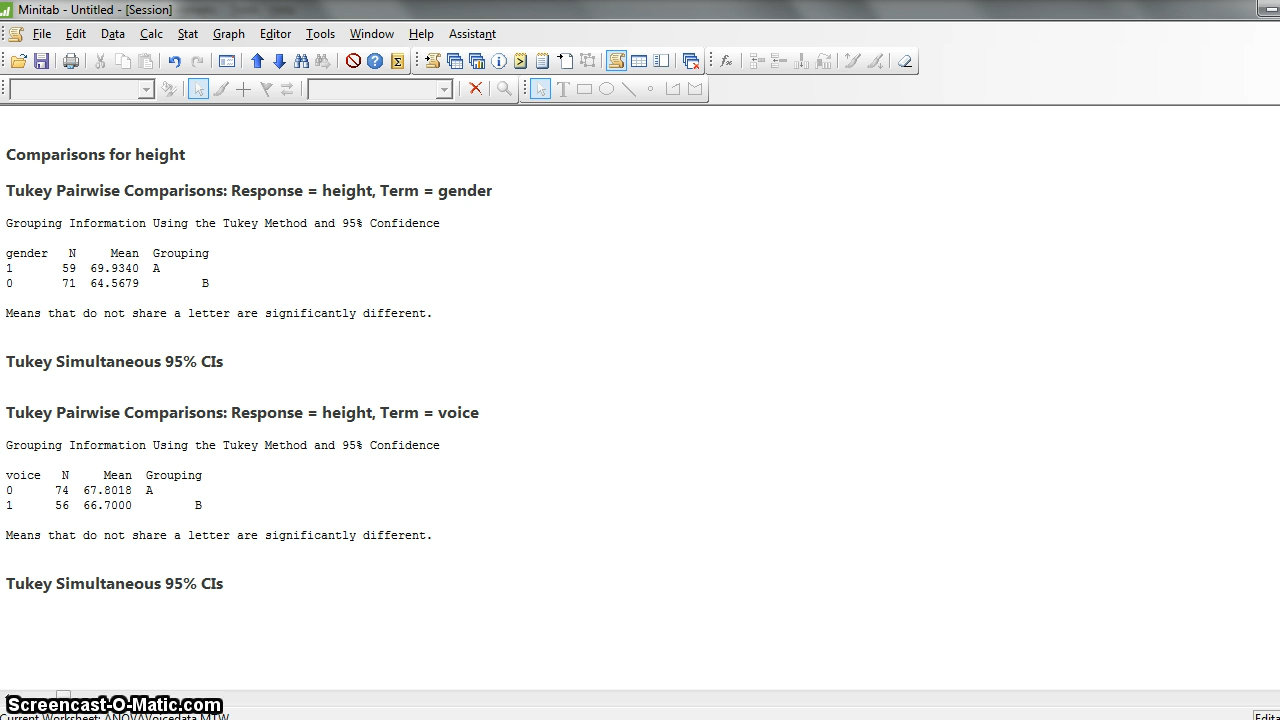 Minitab - Untitled - [Session]
File Edit Data Calc Stat Graph Editor Tools Window Help Assistant
Comparisons for height
Tukey Pairwise Comparisons: Response = height, Term = gender
Grouping Information Using the Tukey Method and 95% Confidence
gender N Mean Grouping
1 59 69.9340 A
0 71 64.5679 B
Means that do not share a letter are significantly different.
Tukey Simultaneous 95% CIs
Tukey Pairwise Comparisons: Response = height, Term = voice
Grouping Information Using the Tukey Method and 95% Confidence
voice N Mean Grouping
0 74 67.8018 A
1 56 66.7000 B
Means that do not share a letter are significantly different.
Tukey Simultaneous 95% CIs
Screencast-O-Matic.com
Current Worksheet: ANOVAVoicedata.MTW